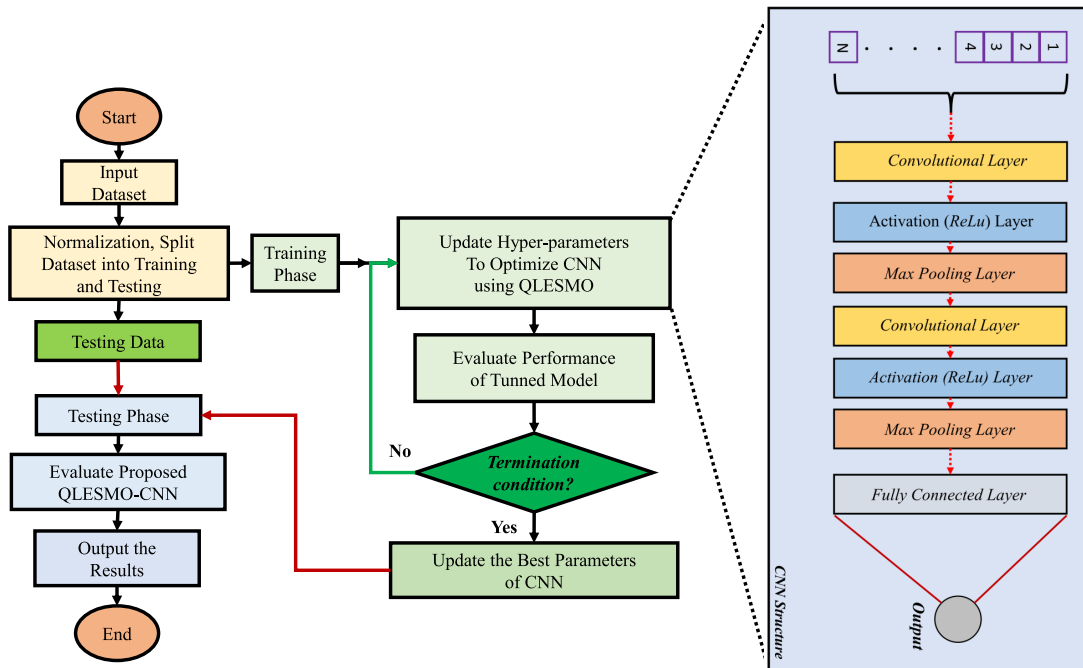 Start
Input
Dataset
Normalization, Split
Dataset into Training
and Testing
Training
Phase
Testing Data
Testing Phase
Evaluate Proposed
QLESMO-CNN
Output the
Results
End
Update Hyper-parameters
To Optimize CNN
using QLESMO
Evaluate Performance
of Tunned Model
No
Termination
condition?
Yes
Update the Best Parameters
of CNN
N . . . . 4 3 2 1
Convolutional Layer
Activation (ReLu) Layer
Max Pooling Layer
Convolutional Layer
Activation (ReLu) Layer
Max Pooling Layer
Fully Connected Layer
Output
CNN Structure